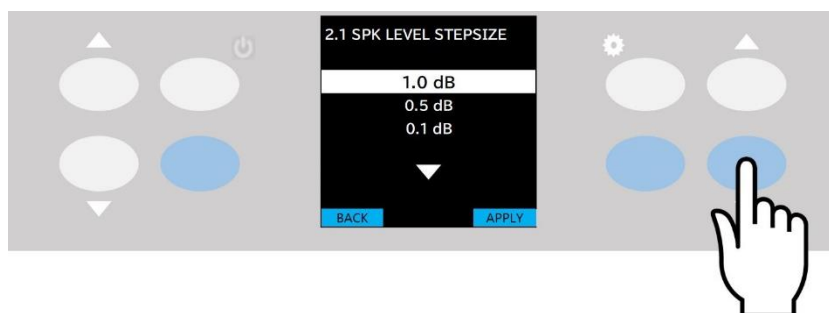 2.1 SPK LEVEL STEPSIZE
1.0 dB
0.5 dB
0.1 dB
BACK APPLY